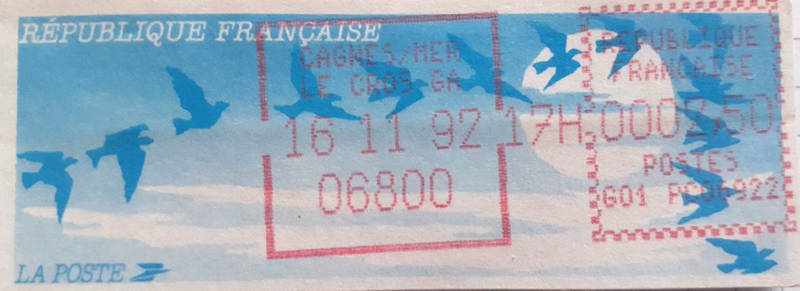 RÉPUBLIQUE FRANÇAISE
CAGNES/MER
LE CROS GA
16 11 92 17H
06800
REPUBLIQUE
FRANCAISE
0002,50
POSTES
G01 PC06922
LA POSTE